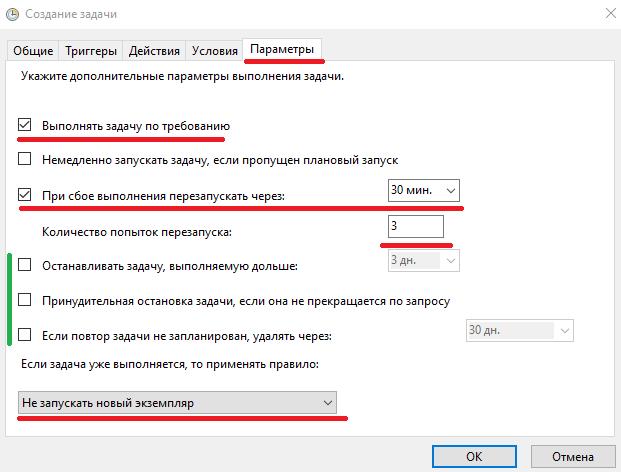 Создание задачи
Общие Триггеры Действия Условия Параметры
Укажите дополнительные параметры выполнения задачи.
Выполнять задачу по требованию
Немедленно запускать задачу, если пропущен плановый запуск
При сбое выполнения перезапускать через: 30 мин.
Количество попыток перезапуска: 3
Останавливать задачу, выполняемую дольше: 3 дн.
Принудительная остановка задачи, если она не прекращается по запросу
Если повтор задачи не запланирован, удалять через: 30 дн.
Если задача уже выполняется, то применять правило:
Не запускать новый экземпляр
ОК Отмена